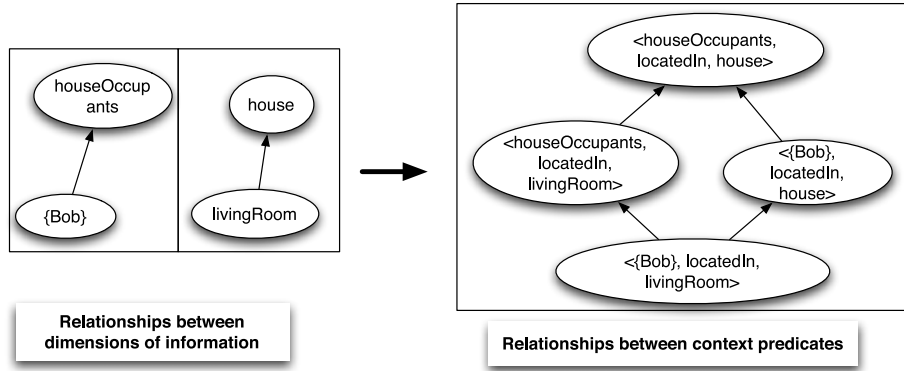 houseOccup
ants
{Bob}
house
livingRoom
Relationships between
dimensions of information
<houseOccupants,
locatedIn, house>
<houseOccupants,
locatedIn,
livingRoom>
<{Bob},
locatedIn,
house>
<{Bob}, locatedIn,
livingRoom>
Relationships between context predicates